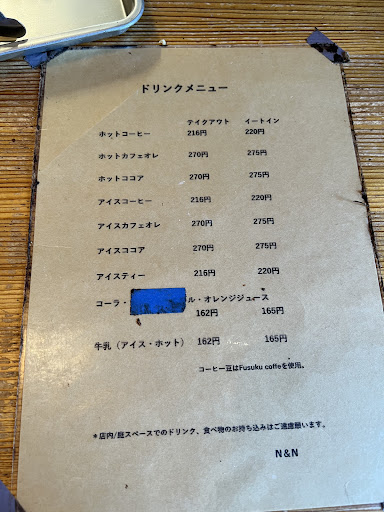 ドリンクメニュー
テイクアウト イートイン
ホットコーヒー 216円 220円
ホットカフェオレ 270円 275円
ホットココア 270円 275円
アイスコーヒー 216円 220円
アイスカフェオレ 270円 275円
アイスココア 270円 275円
アイスティー 216円 220円
コーラ・ ル・オレンジジュース
162円 165円
牛乳（アイス・ホット） 162円 165円
コーヒー豆はFusuku coffeを使用。
＊店内/庭スペースでのドリンク、食べ物のお持ち込みはご遠慮願います。
N＆N